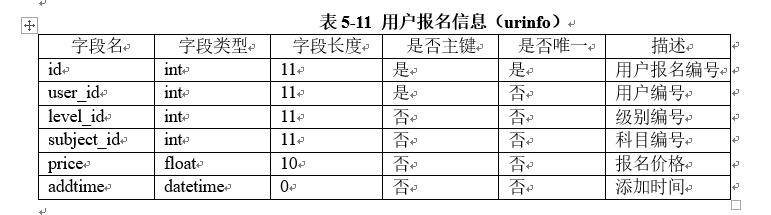 表 5-11 用户报名信息（urinfo）
字段名 字段类型 字段长度 是否主键 是否唯一 描述
id int 11 是 是 用户报名编号
user_id int 11 是 否 用户编号
level_id int 11 否 否 级别编号
subject_id int 11 否 否 科目编号
price float 10 否 否 报名价格
addtime datetime 0 否 否 添加时间